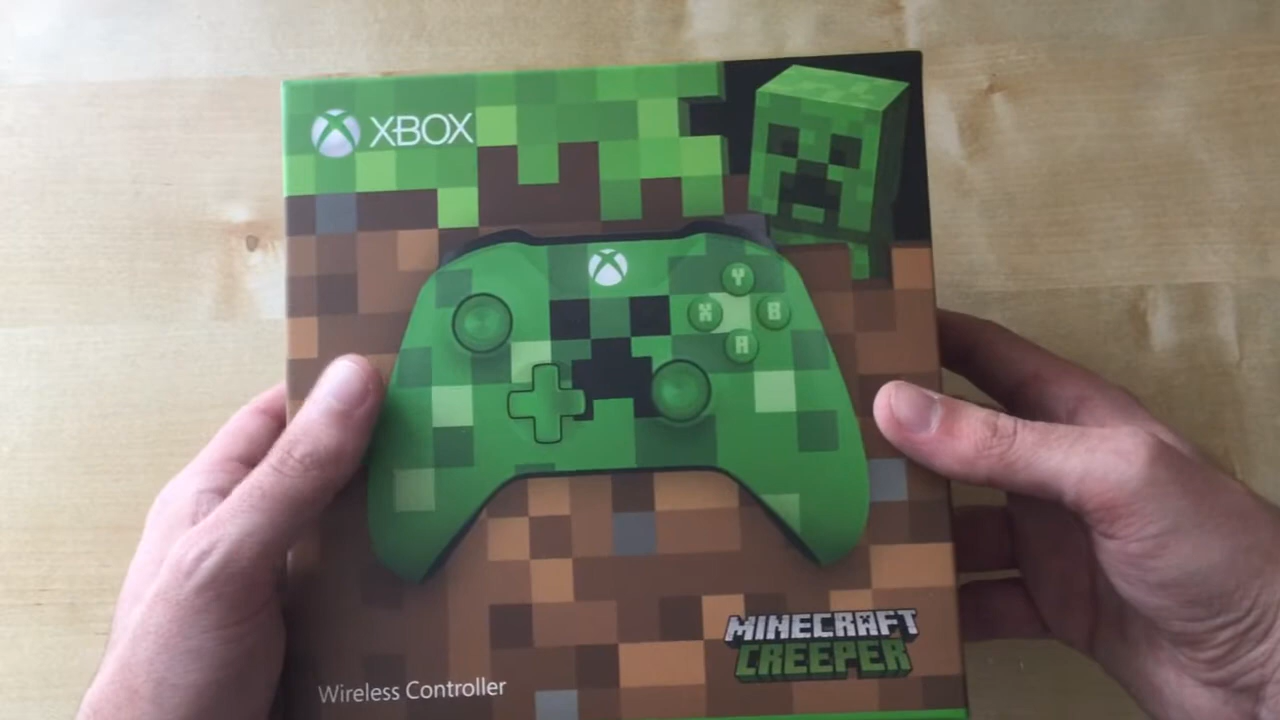 XBOX
Y
X
B
A
MINECRAFT
CREEPER
Wireless Controller